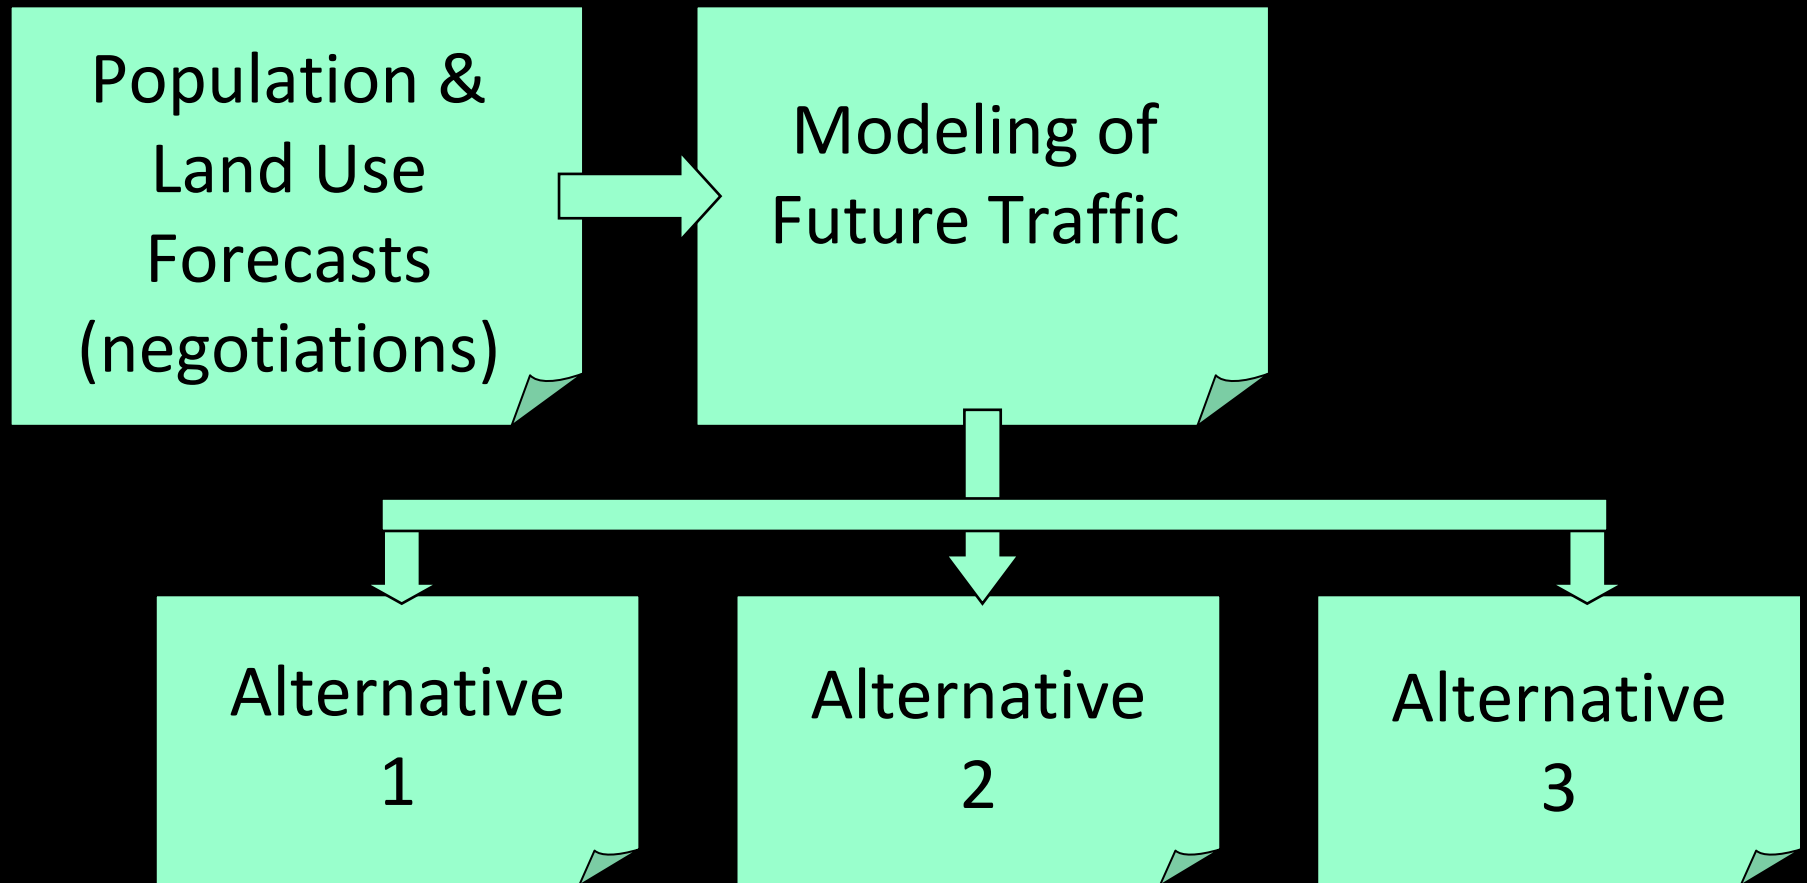 Population &
Land Use
Forecasts
(negotiations)
Modeling of
Future Traffic
Alternative
1
Alternative
2
Alternative
3